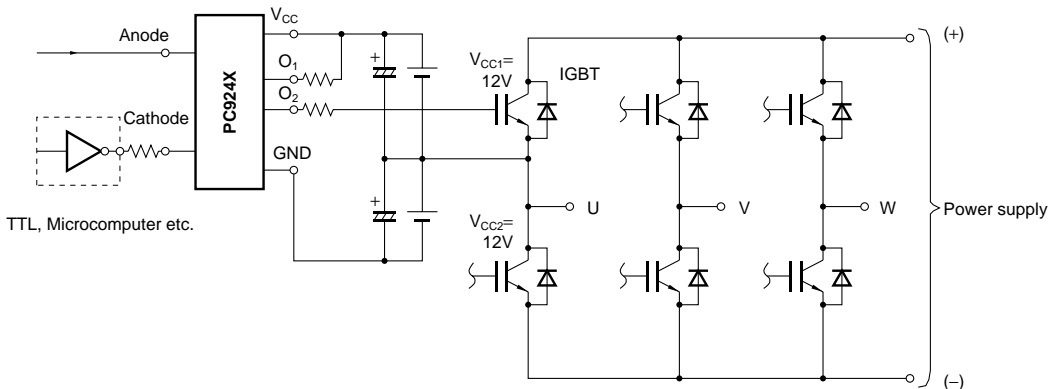 Anode
Cathode
TTL, Microcomputer etc.
PC924X
VCC
O1
O2
GND
VCC1=
12V
IGBT
VCC2=
12V
U
V
W
(+)
Power supply
(−)